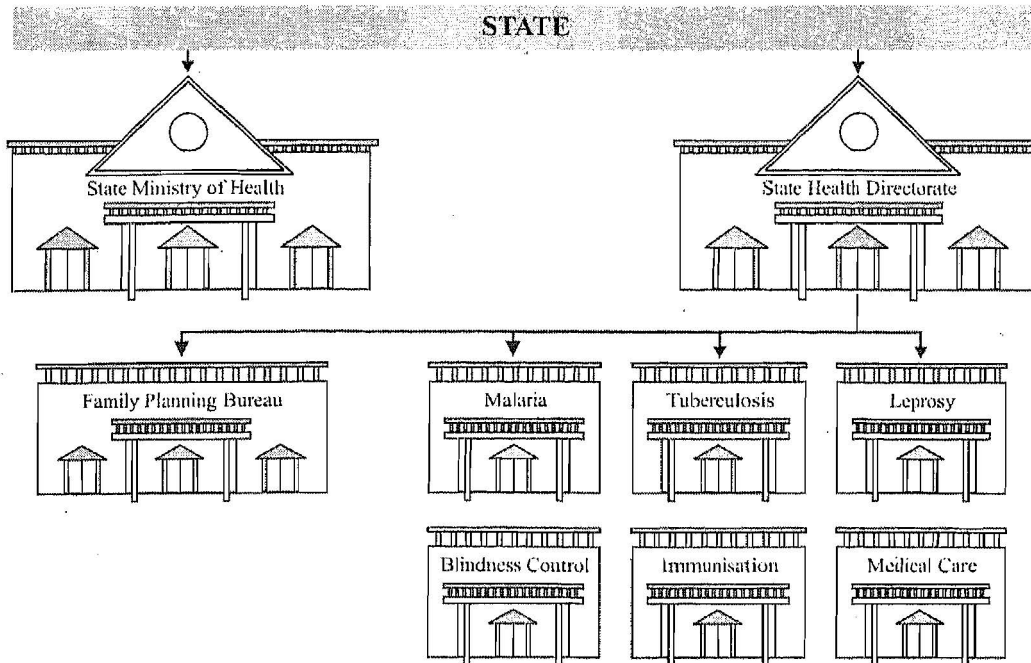 STATE
State Ministry of Health
State Health Directorate
Family Planning Bureau
Malaria
Tuberculosis
Leprosy
Blindness Control
Immunisation
Medical Care